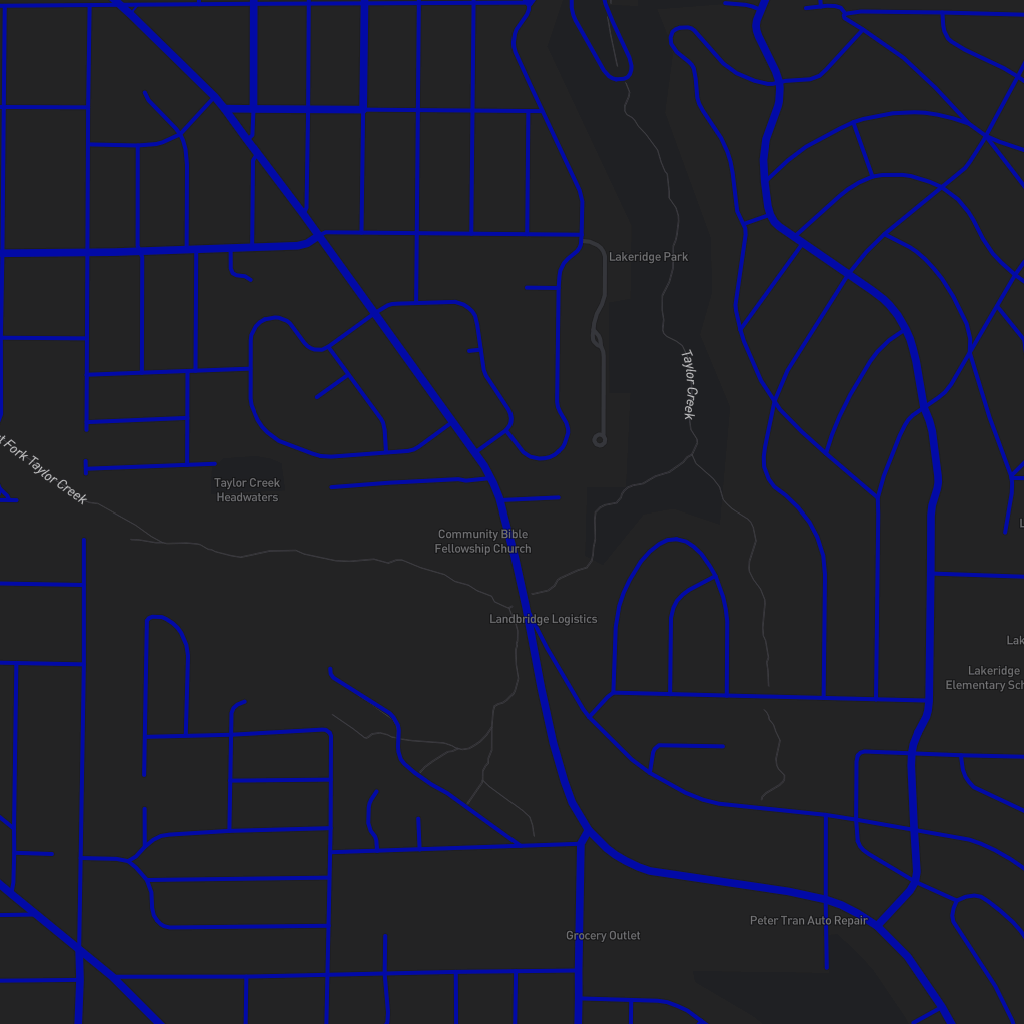 Lakeridge Park
Taylor Creek
Fork Taylor Creek
Taylor Creek
Headwaters
Community Bible
Fellowship Church
Landbridge Logistics
Lakeridge
Elementary
Peter Tran Auto Repair
Grocery Outlet